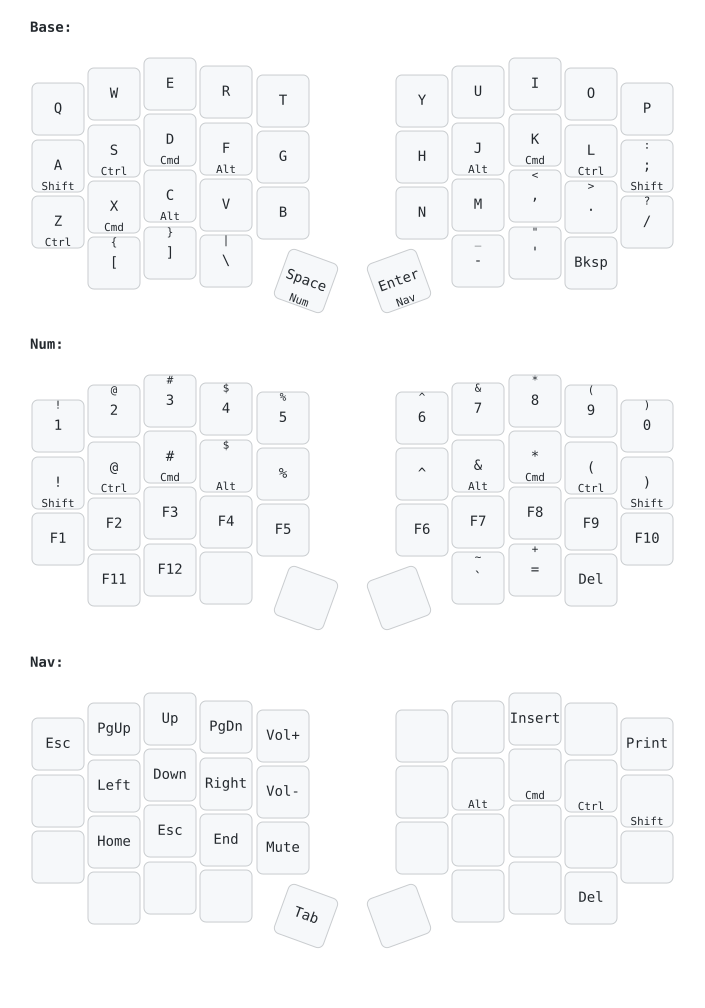 Base:
Q W E R T Y U I O P
A Shift S Ctrl D Cmd F Alt G H J Alt K Cmd L Ctrl : ; Shift
Z Ctrl X Cmd C Alt V B N M < , > . ? /
{ [ } ] | \ Space Num Enter Nav _ - " ' Bksp
Num:
! 1 @ 2 # 3 $ 4 % 5 ^ 6 & 7 * 8 ( 9 ) 0
! Shift @ Ctrl # Cmd $ Alt % ^ & Alt * Cmd ( Ctrl ) Shift
F1 F2 F3 F4 F5 F6 F7 F8 F9 F10
F11 F12 ~ ` + = Del
Nav:
Esc PgUp Up PgDn Vol+ Insert Print
Left Down Right Vol- Alt Cmd Ctrl Shift
Home Esc End Mute
Tab Del